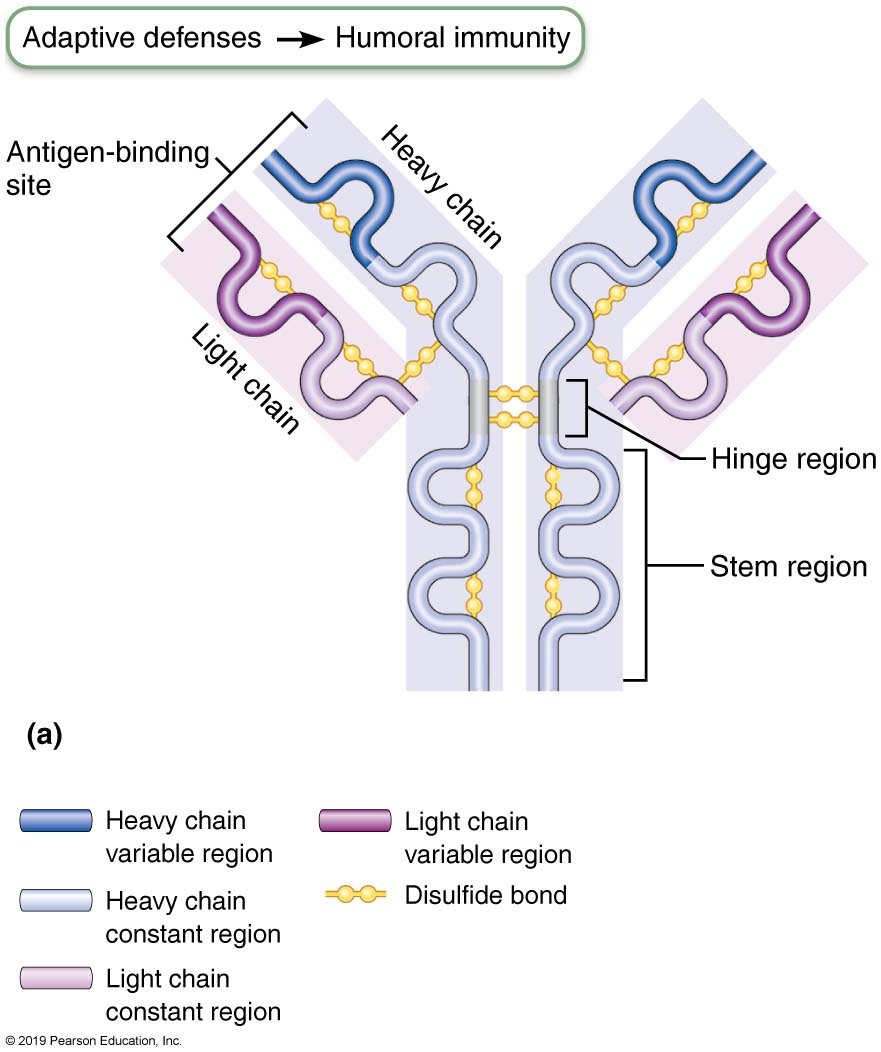 Adaptive defenses → Humoral immunity
Antigen-binding
site
Heavy chain
Light chain
Hinge region
Stem region
(a)
Heavy chain
variable region
Heavy chain
constant region
Light chain
constant region
Light chain
variable region
Disulfide bond
© 2019 Pearson Education, Inc.